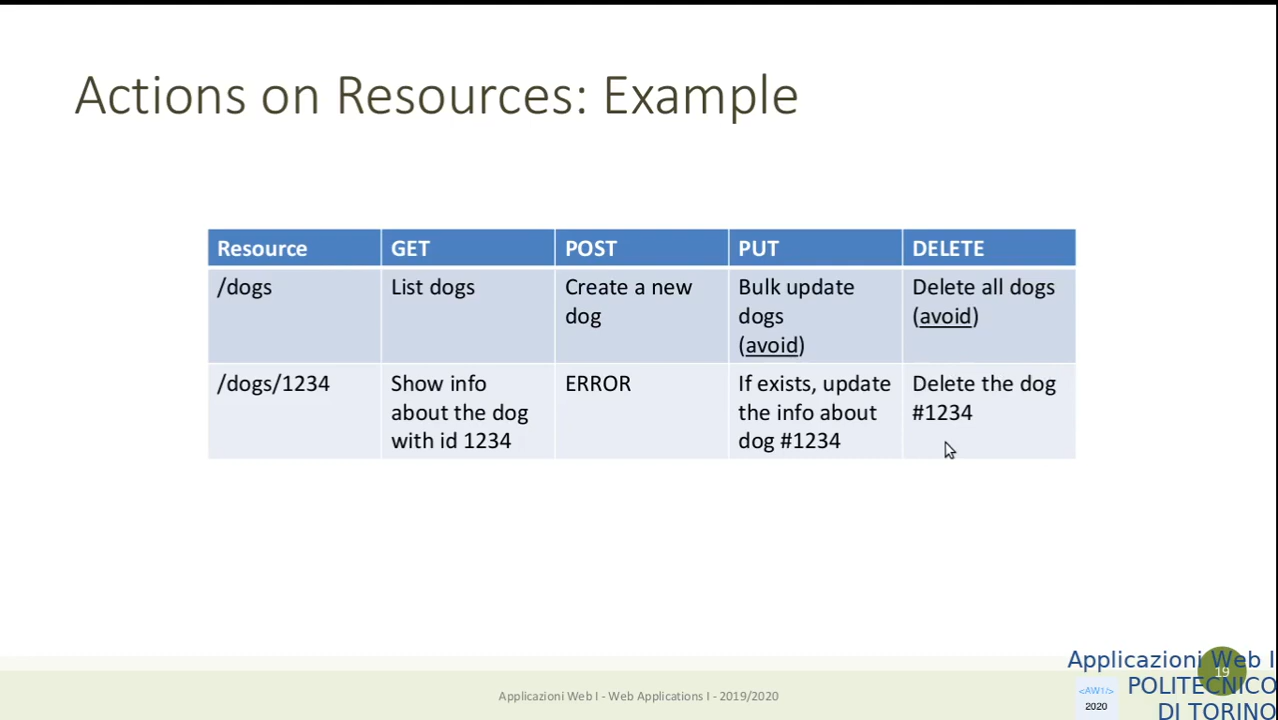 Actions on Resources: Example
Resource GET POST PUT DELETE
/dogs List dogs Create a new dog Bulk update dogs (avoid) Delete all dogs (avoid)
/dogs/1234 Show info about the dog with id 1234 ERROR If exists, update the info about dog #1234 Delete the dog #1234
Applicazioni Web I - Web Applications I - 2019/2020
19
<AW1/>
2020
Applicazioni Web I
POLITECNICO
DI TORINO